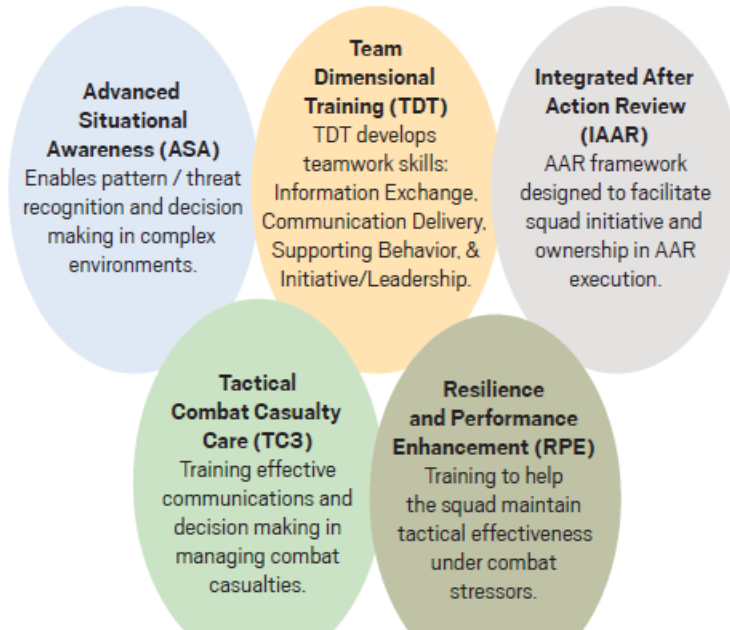 Advanced
Situational
Awareness (ASA)
Enables pattern / threat
recognition and decision
making in complex
environments.
Team
Dimensional
Training (TDT)
TDT develops
teamwork skills:
Information Exchange,
Communication Delivery,
Supporting Behavior, &
Initiative/Leadership.
Integrated After
Action Review
(IAAR)
AAR framework
designed to facilitate
squad initiative and
ownership in AAR
execution.
Tactical
Combat Casualty
Care (TC3)
Training effective
communications and
decision making in
managing combat
casualties.
Resilience
and Performance
Enhancement (RPE)
Training to help
the squad maintain
tactical effectiveness
under combat
stressors.